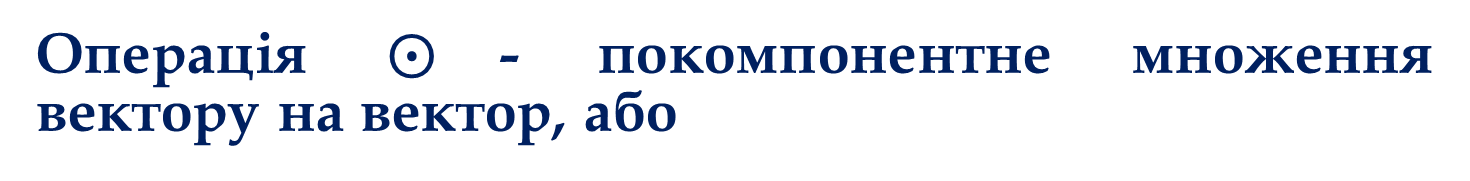 Операція ⊙ - покомпонентне множення
вектору на вектор, або